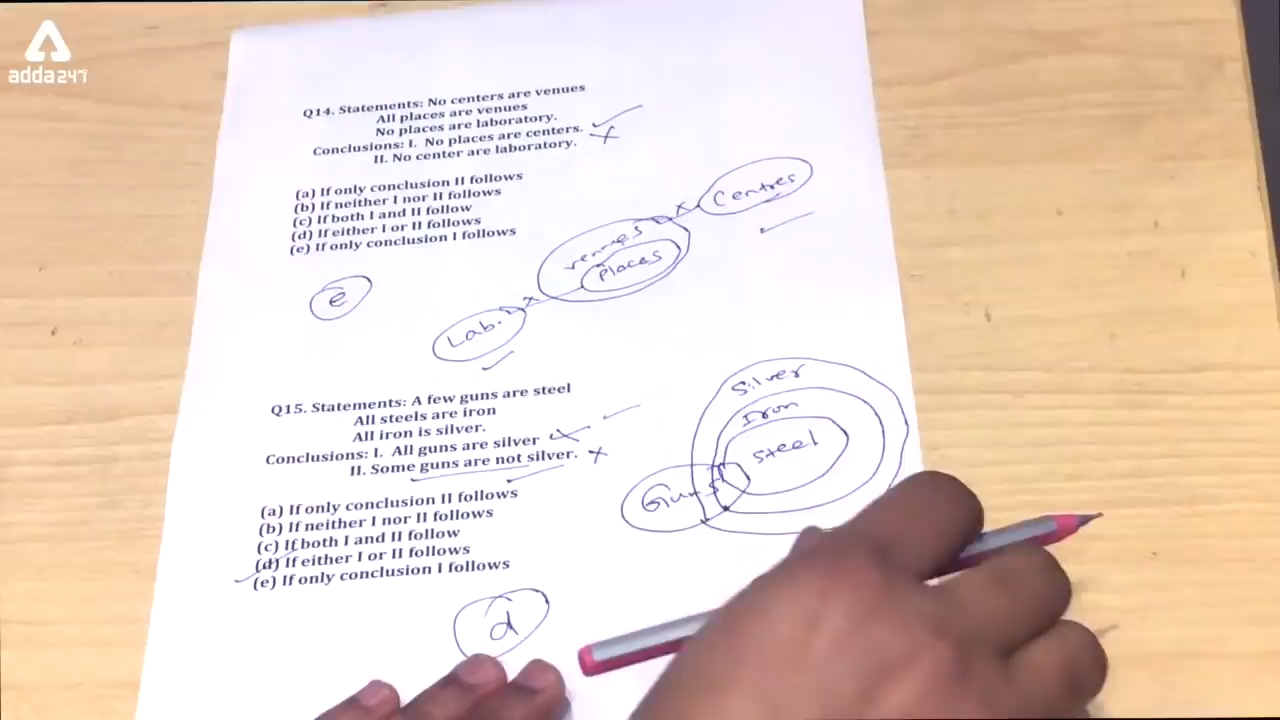 adda247
Q14. Statements: No centers are venues
All places are venues
No places are laboratory.
Conclusions: I. No places are centers.
II. No center are laboratory.
(a) If only conclusion II follows
(b) If neither I nor II follows
(c) If both I and II follow
(d) If either I or II follows
(e) If only conclusion I follows
Centres
venues
places
Lab.
e
Q15. Statements: A few guns are steel
All steels are iron
All iron is silver.
Conclusions: I. All guns are silver
II. Some guns are not silver.
(a) If only conclusion II follows
(b) If neither I nor II follows
(c) If both I and II follow
(d) If either I or II follows
(e) If only conclusion I follows
Silver
Iron
Steel
Guns
d